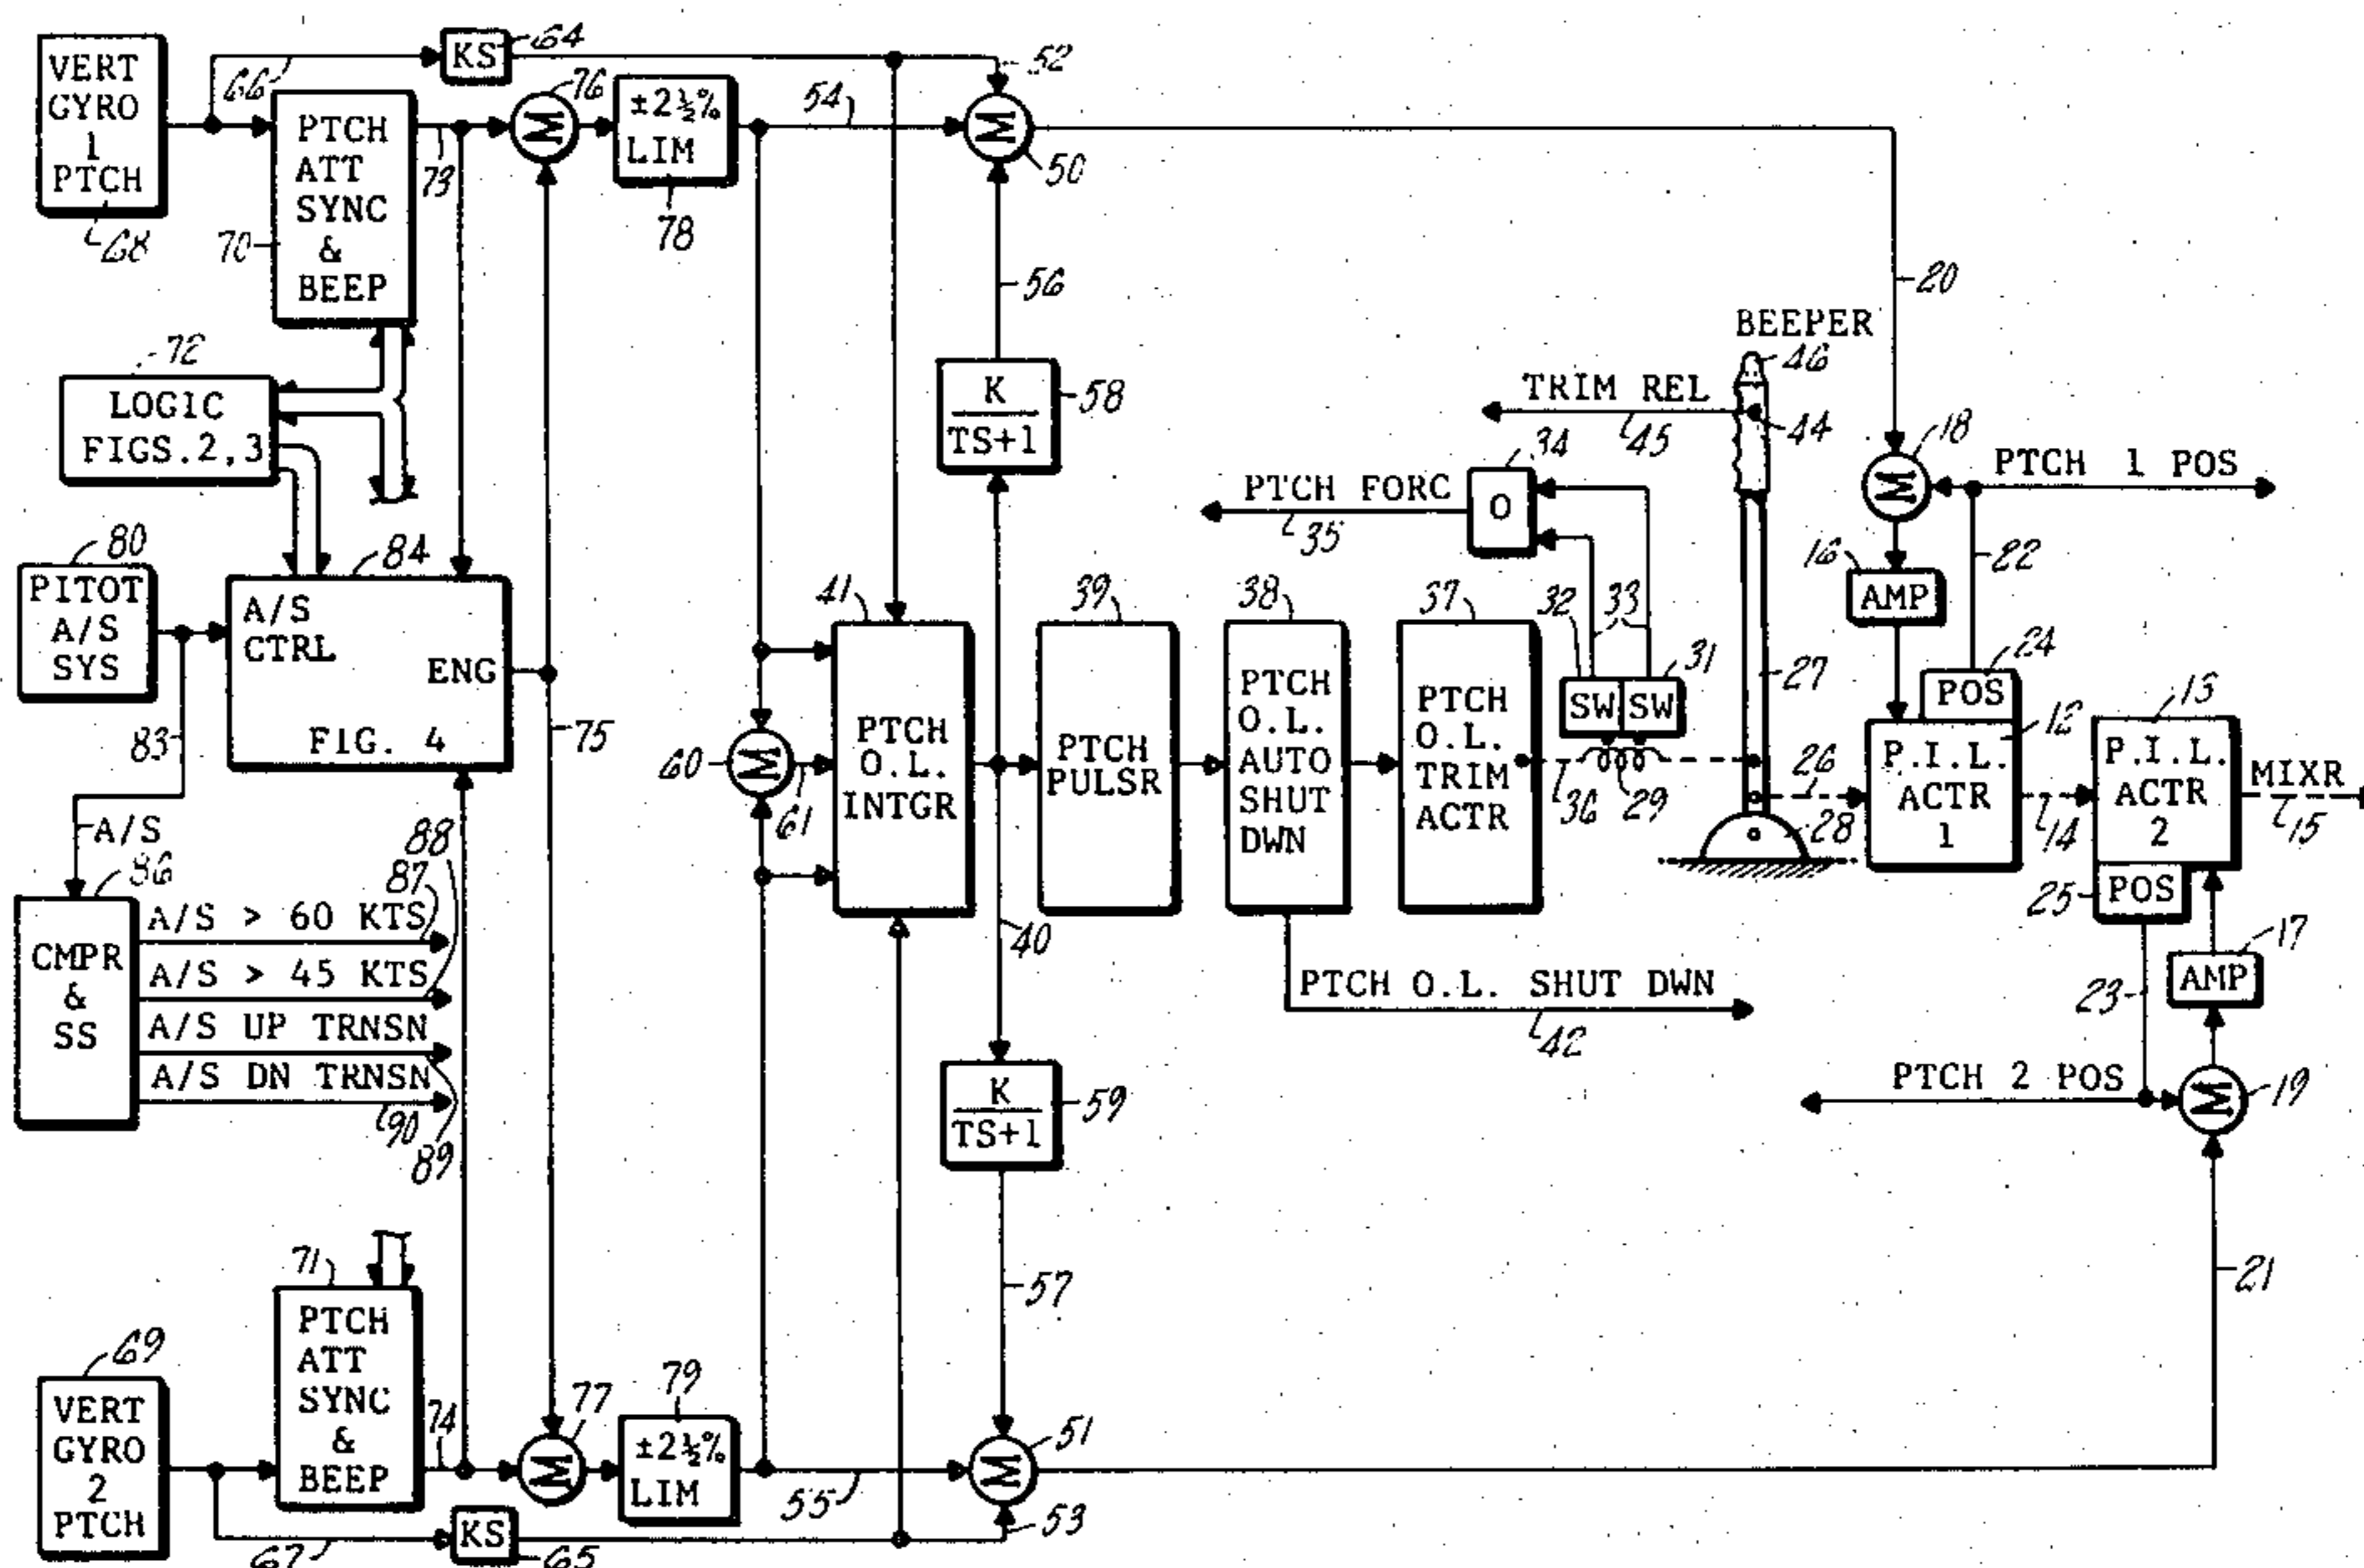 VERT
GYRO
1
PTCH
68
66
KS
64
PTCH
ATT
SYNC
&
BEEP
70
73
76
Σ
±2½%
LIM
78
54
52
Σ
50
56
K
TS+1
58
20
72
LOGIC
FIGS.2,3
80
PITOT
A/S
SYS
83
84
A/S
CTRL
ENG
FIG. 4
75
A/S
86
CMPR
&
SS
A/S > 60 KTS
87
88
A/S > 45 KTS
A/S UP TRNSN
A/S DN TRNSN
90
89
60
Σ
61
41
PTCH
O.L.
INTGR
40
39
PTCH
PULSR
38
PTCH
O.L.
AUTO
SHUT
DWN
PTCH O.L. SHUT DWN
42
37
PTCH
O.L.
TRIM
ACTR
BEEPER
46
TRIM REL
45
44
34
O
PTCH FORC
35
32
33
31
SW
SW
36
29
27
28
26
18
Σ
PTCH 1 POS
16
AMP
22
24
POS
12
P.I.L.
ACTR
1
14
13
P.I.L.
ACTR
2
MIXR
15
25
POS
23
17
AMP
PTCH 2 POS
Σ
19
21
K
TS+1
59
57
69
VERT
GYRO
2
PTCH
71
PTCH
ATT
SYNC
&
BEEP
74
77
Σ
79
±2½%
LIM
55
Σ
51
53
67
KS
65